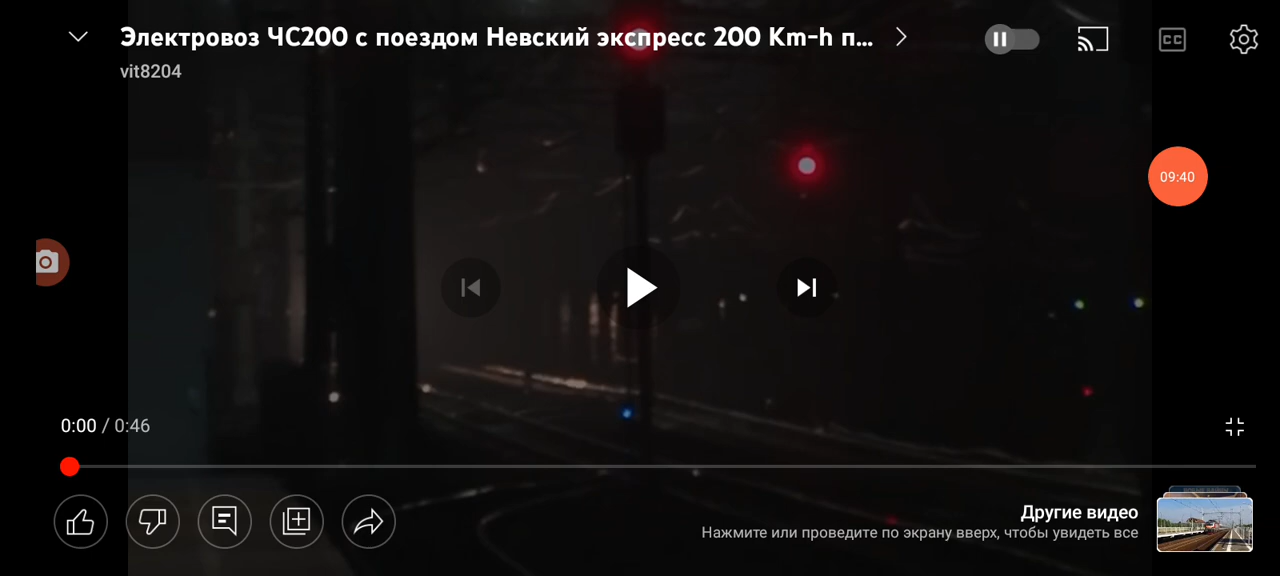 Электровоз ЧС200 с поездом Невский экспресс 200 Km-h п...
vit8204
CC
09:40
0:00 / 0:46
Другие видео
Нажмите или проведите по экрану вверх, чтобы увидеть все